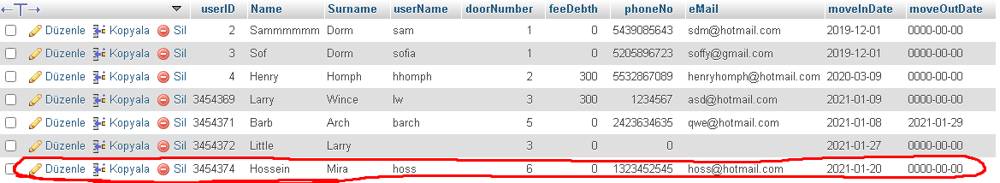 userID Name Surname userName doorNumber feeDebth phoneNo eMail moveInDate moveOutDate
Düzenle Kopyala Sil 2 Sammmmmm Dorm sam 1 0 5439085643 sdm@hotmail.com 2019-12-01 0000-00-00
Düzenle Kopyala Sil 3 Sof Dorm sofia 1 0 5205896723 soffy@gmail.com 2019-12-01 0000-00-00
Düzenle Kopyala Sil 4 Henry Homph hhomph 2 300 5532867089 henryhomph@hotmail.com 2020-03-09 0000-00-00
Düzenle Kopyala Sil 3454369 Larry Wince lw 3 300 1234567 asd@hotmail.com 2021-01-09 0000-00-00
Düzenle Kopyala Sil 3454371 Barb Arch barch 5 0 2423634635 qwe@hotmail.com 2021-01-08 2021-01-29
Düzenle Kopyala Sil 3454372 Little Larry 3 0 0 2021-01-27 0000-00-00
Düzenle Kopyala Sil 3454374 Hossein Mira hoss 6 0 1323452545 hoss@hotmail.com 2021-01-20 0000-00-00